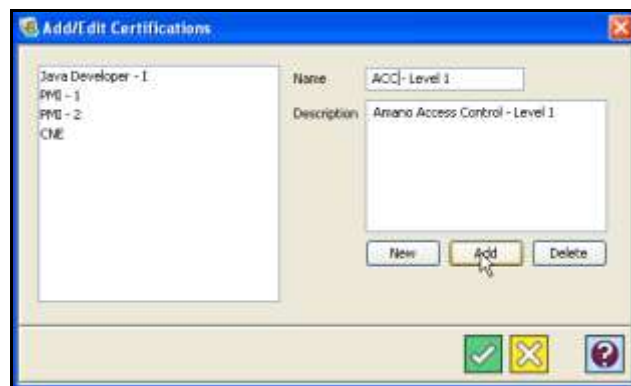 Add/Edit Certifications
Java Developer - I
PMI - 1
PMI - 2
CNE
Name
ACC - Level 1
Description
Amano Access Control - Level 1
New
Add
Delete
?